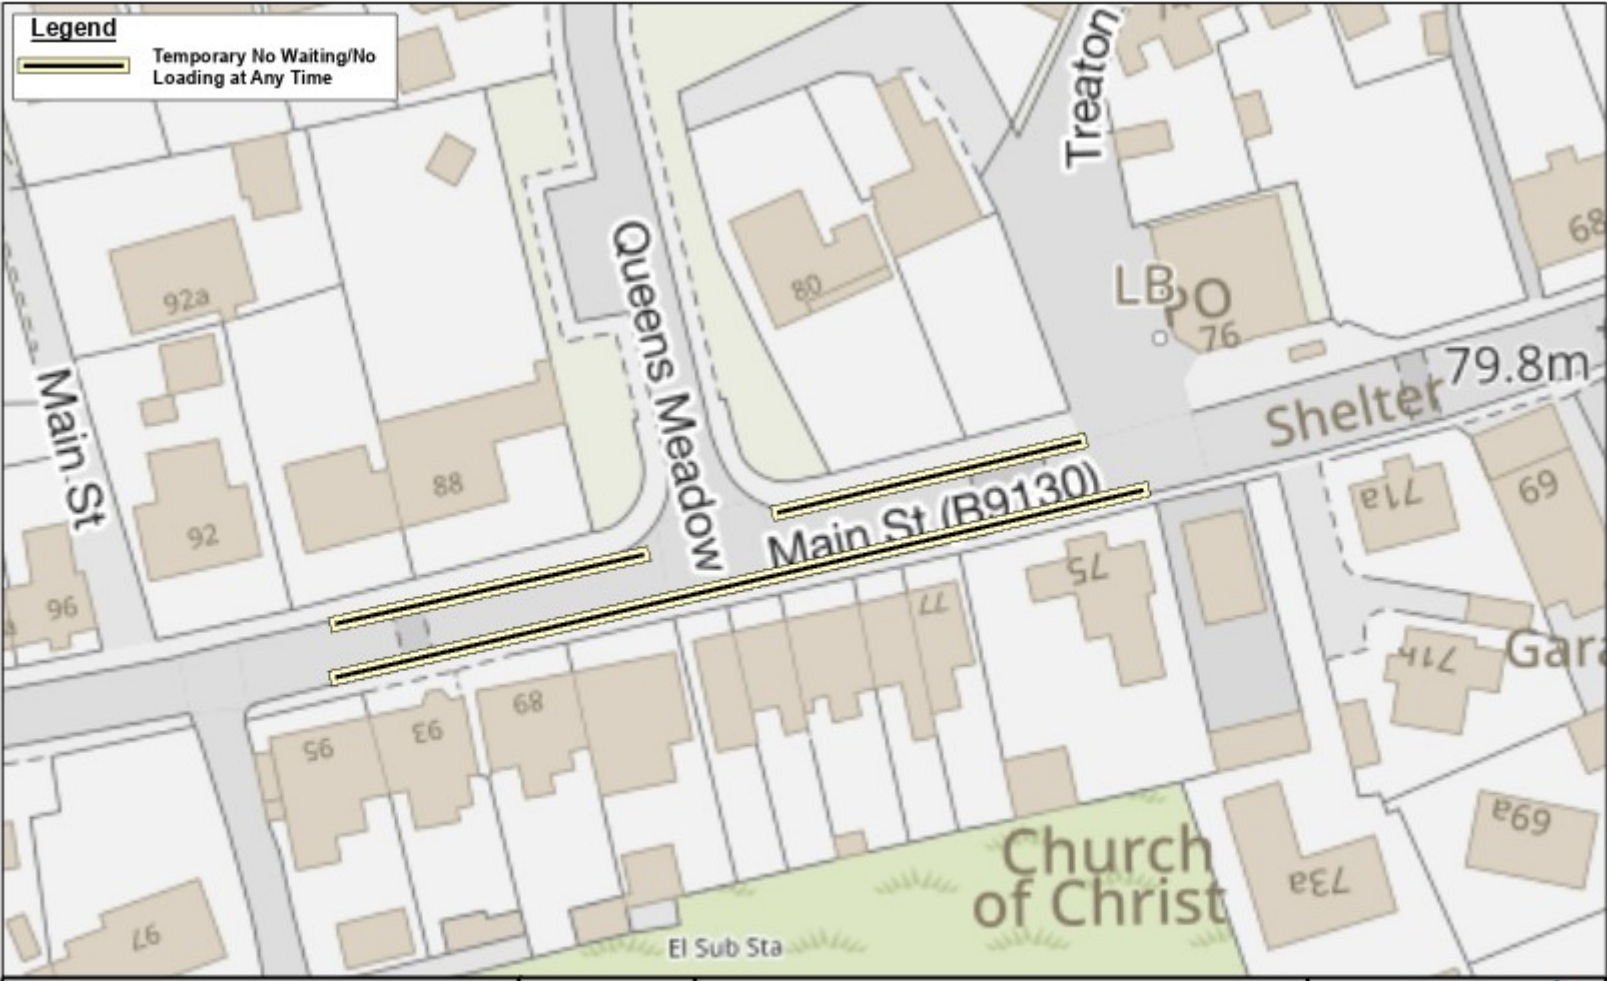 Legend
Temporary No Waiting/No
Loading at Any Time
Treaton
92a
Queens Meadow
80
68
LB
PO
76
79.8m
Shelter
Main St
88
92
96
Main St (B9130)
71a
69
75
77
71h
Gara
89
93
95
Church
of Christ
69a
73a
97
El Sub Sta